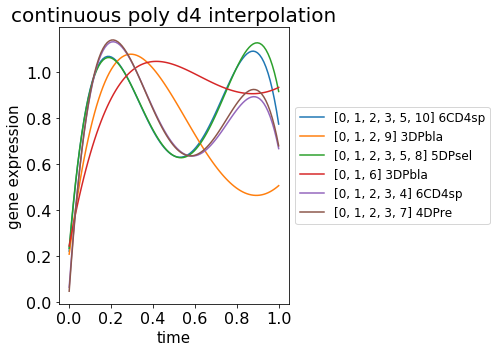 continuous poly d4 interpolation
gene expression
1.0
0.8
0.6
0.4
0.2
0.0
0.0 0.2 0.4 0.6 0.8 1.0
time
[0, 1, 2, 3, 5, 10] 6CD4sp
[0, 1, 2, 9] 3DPbla
[0, 1, 2, 3, 5, 8] 5DPsel
[0, 1, 6] 3DPbla
[0, 1, 2, 3, 4] 6CD4sp
[0, 1, 2, 3, 7] 4DPre